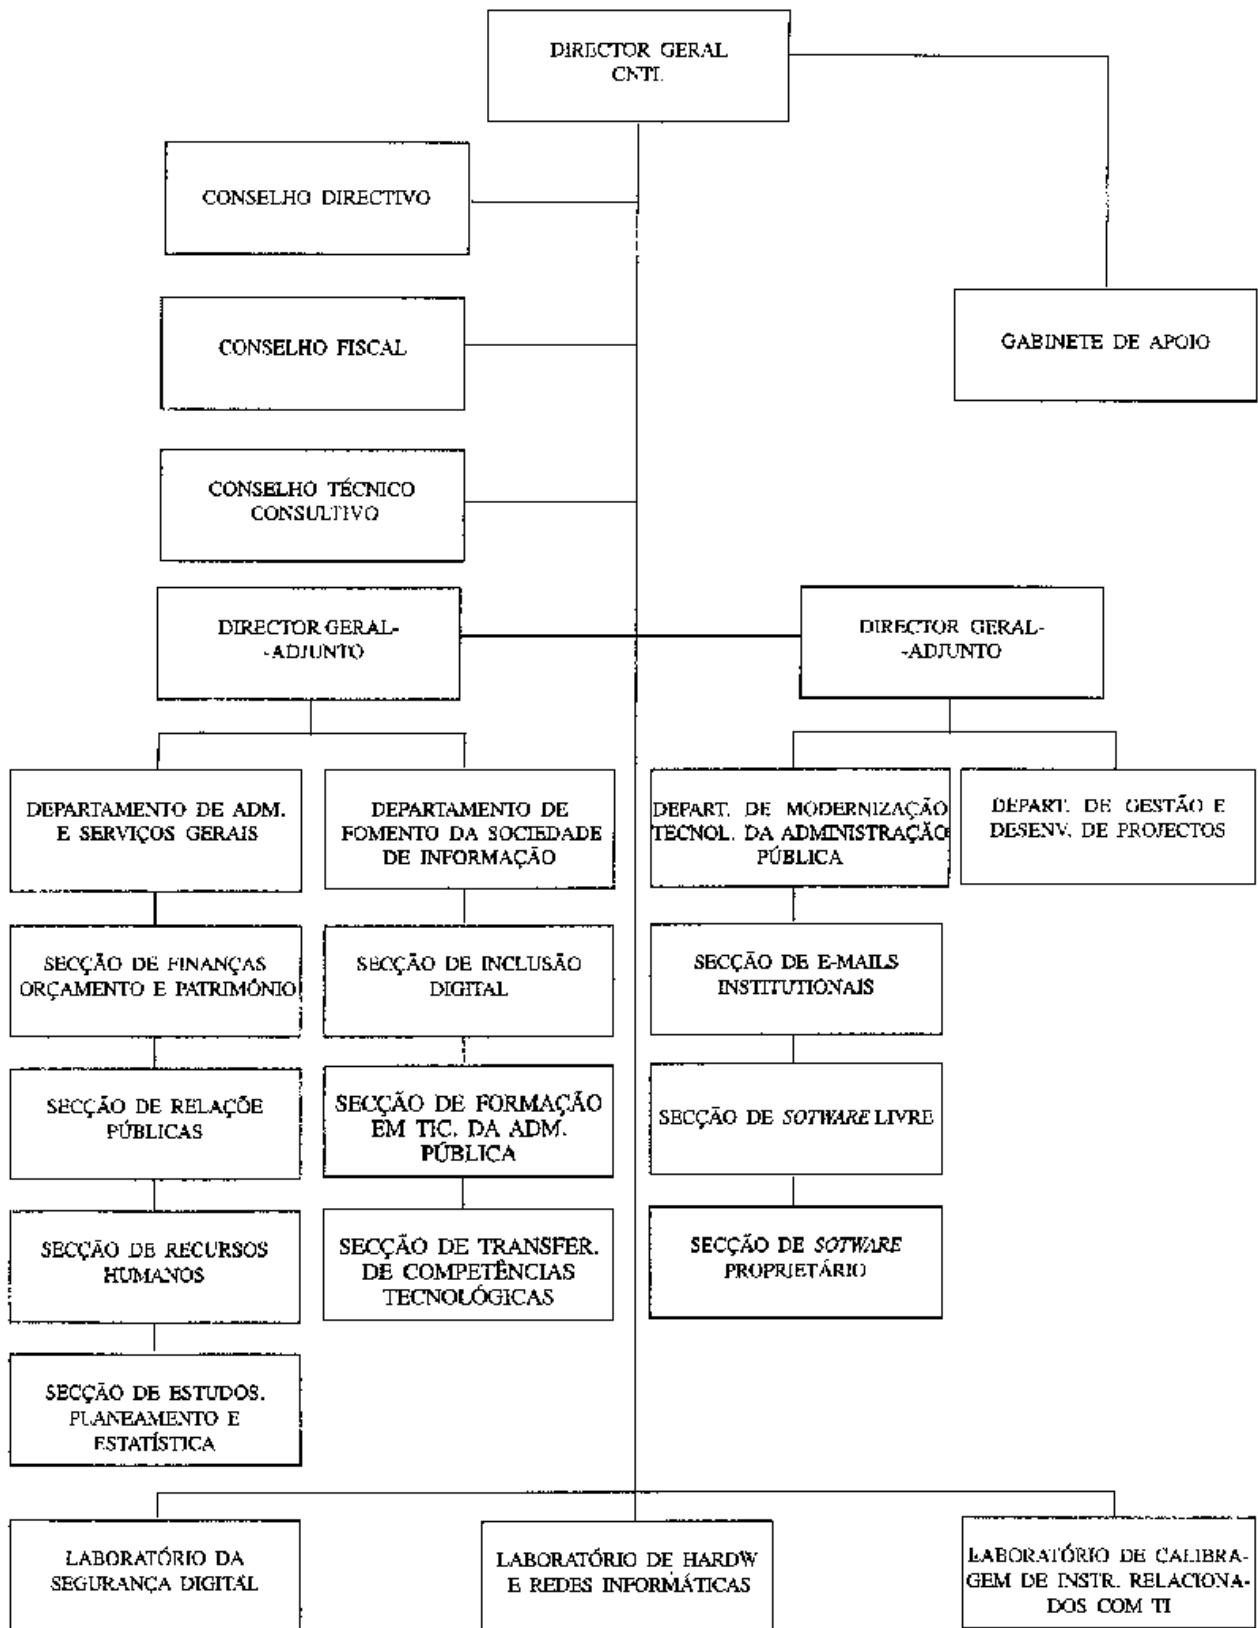 DIRECTOR GERAL
CNTI.
CONSELHO DIRECTIVO
CONSELHO FISCAL
GABINETE DE APOIO
CONSELHO TÉCNICO
CONSULTIVO
DIRECTOR GERAL-
-ADJUNTO
DIRECTOR GERAL-
-ADJUNTO
DEPARTAMENTO DE ADM.
E SERVIÇOS GERAIS
DEPARTAMENTO DE
FOMENTO DA SOCIEDADE
DE INFORMAÇÃO
DEPART. DE MODERNIZAÇÃO
TECNOL. DA ADMINISTRAÇÃO
PÚBLICA
DEPART. DE GESTÃO E
DESENV. DE PROJECTOS
SECÇÃO DE FINANÇAS
ORÇAMENTO E PATRIMÓNIO
SECÇÃO DE INCLUSÃO
DIGITAL
SECÇÃO DE E-MAILS
INSTITUTIONAIS
SECÇÃO DE RELAÇÕE
PÚBLICAS
SECÇÃO DE FORMAÇÃO
EM TIC. DA ADM.
PÚBLICA
SECÇÃO DE SOTWARE LIVRE
SECÇÃO DE RECURSOS
HUMANOS
SECÇÃO DE TRANSFER.
DE COMPETÊNCIAS
TECNOLÓGICAS
SECÇÃO DE SOTWARE
PROPRIETÁRIO
SECÇÃO DE ESTUDOS.
PLANEAMENTO E
ESTATÍSTICA
LABORATÓRIO DA
SEGURANÇA DIGITAL
LABORATÓRIO DE HARDW
E REDES INFORMÁTICAS
LABORATÓRIO DE CALIBRA-
GEM DE INSTR. RELACIONA-
DOS COM TI